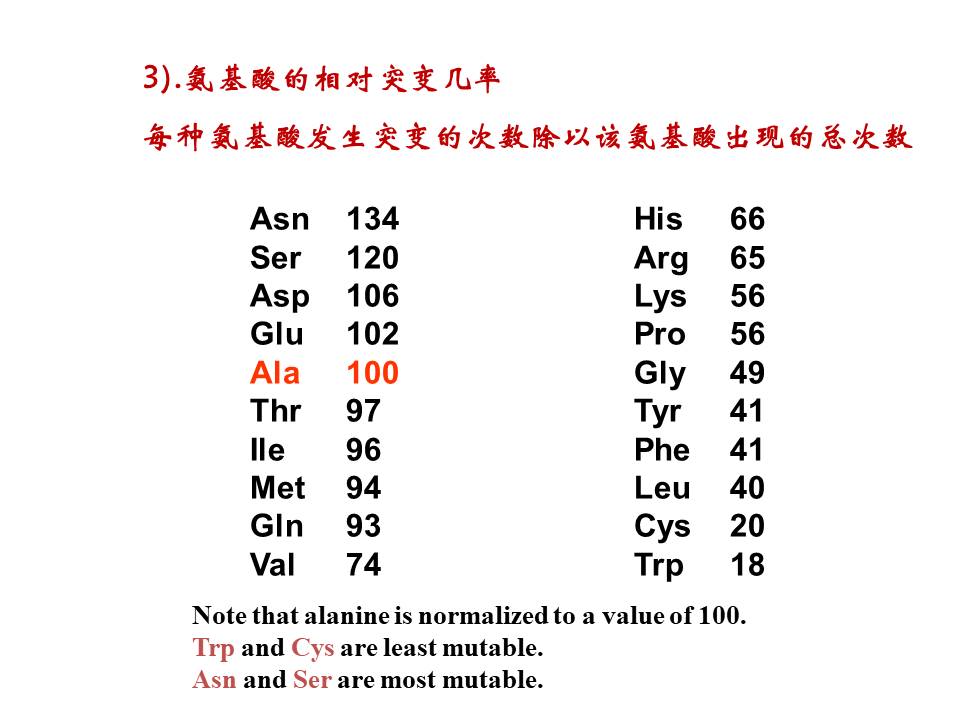 3).氨基酸的相对突变几率
每种氨基酸发生突变的次数除以该氨基酸出现的总次数
Asn 134
Ser 120
Asp 106
Glu 102
Ala 100
Thr 97
Ile 96
Met 94
Gln 93
Val 74
His 66
Arg 65
Lys 56
Pro 56
Gly 49
Tyr 41
Phe 41
Leu 40
Cys 20
Trp 18
Note that alanine is normalized to a value of 100.
Trp and Cys are least mutable.
Asn and Ser are most mutable.